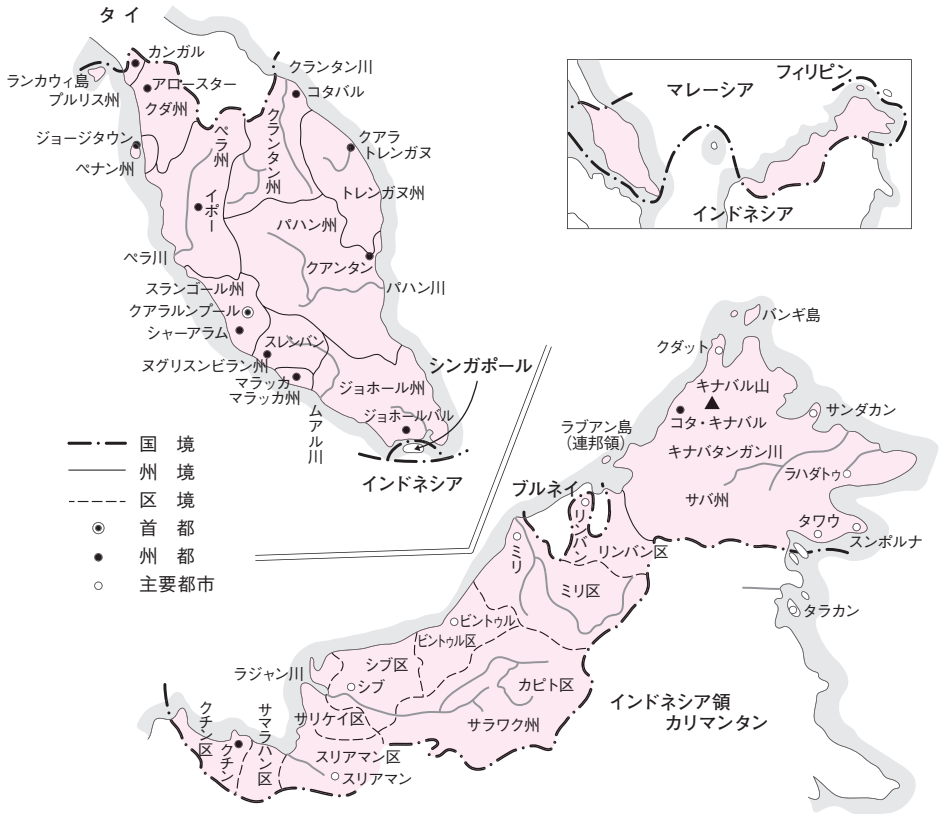 タイ
カンガル
ランカウィ島
プルリス州
アロースター
クダ州
クランタン川
コタバル
ジョージタウン
ペナン州
ペラ州
クランタン州
クアラ
トレンガヌ
トレンガヌ州
イポー
パハン州
ペラ川
クアンタン
パハン川
スランゴール州
クアラルンプール
シャーアラム
スレンバン
ヌグリスンビラン州
マラッカ
マラッカ州
ジョホール州
ムアル川
ジョホールバル
シンガポール
インドネシア
マレーシア
フィリピン
インドネシア
国境
州境
区境
首都
州都
主要都市
バンギ島
クダット
キナバル山
コタ・キナバル
サンダカン
ラブアン島
(連邦領)
キナバタンガン川
ラハダトゥ
サバ州
タワウ
スンポルナ
ブルネイ
リンバン
リンバン区
ミリ
ミリ区
タラカン
ビントゥル
ビントゥル区
シブ区
シブ
ラジャン川
カピト区
サラワク州
サリケイ区
インドネシア領
カリマンタン
クチン区
クチン
サマラハン区
スリアマン区
スリアマン